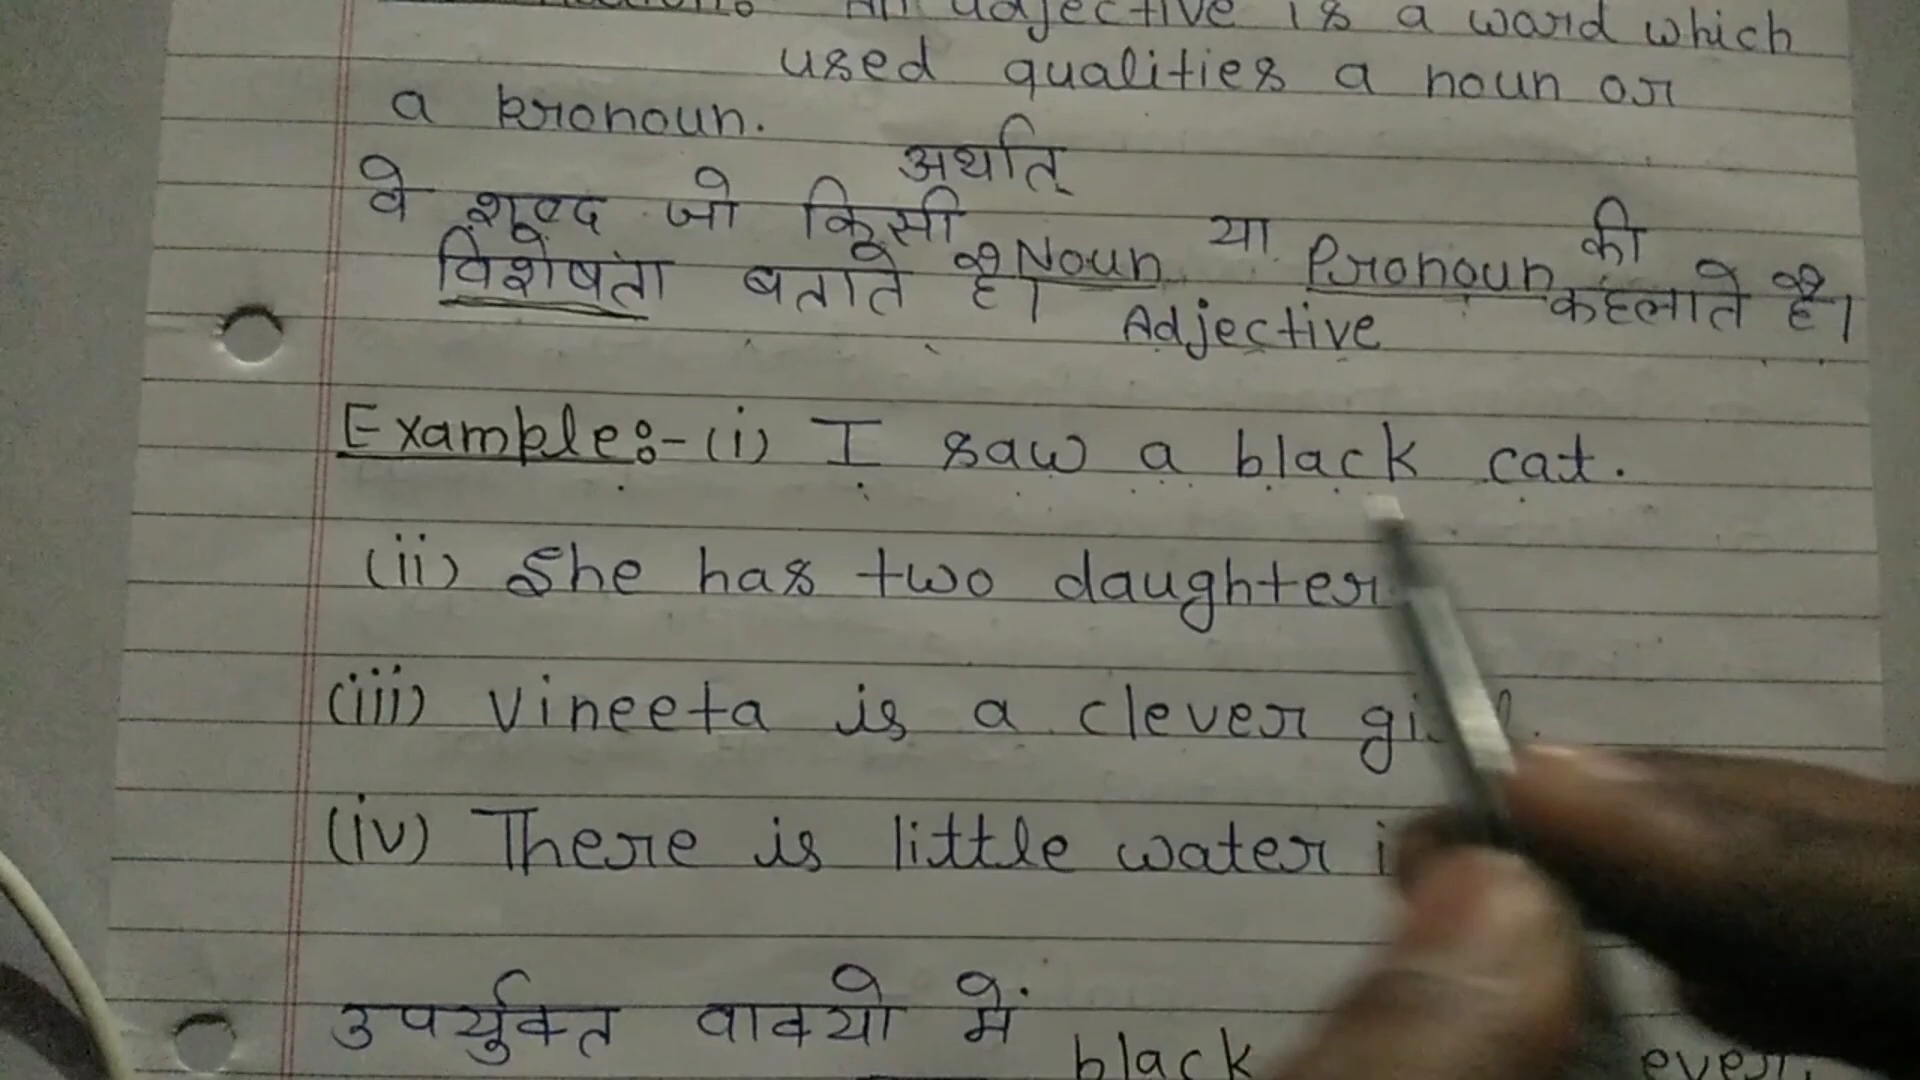 An adjective is a word which
used qualities a noun or
a pronoun.
अर्थात्
वे शब्द जो किसी Noun या Pronoun की
विशेषता बताते है। वे Adjective कहलाते है।
Example:- (i) I saw a black cat.
(ii) She has two daughter
(iii) Vineeta is a clever
(iv) There is little water
उपर्युक्त वाक्यो में black